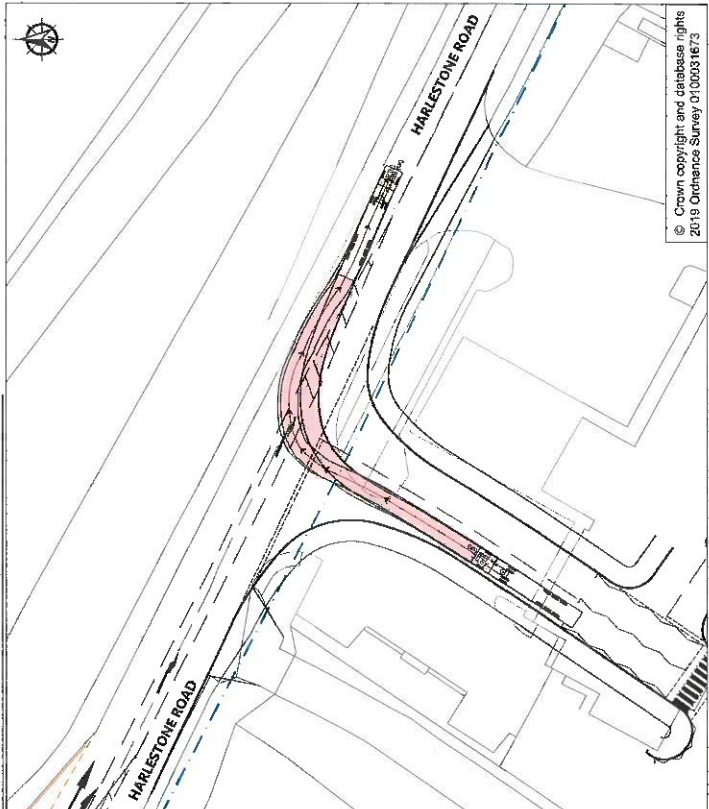 HARLESTONE ROAD
HARLESTONE ROAD
© Crown copyright and database rights
2019 Ordnance Survey 0100031673